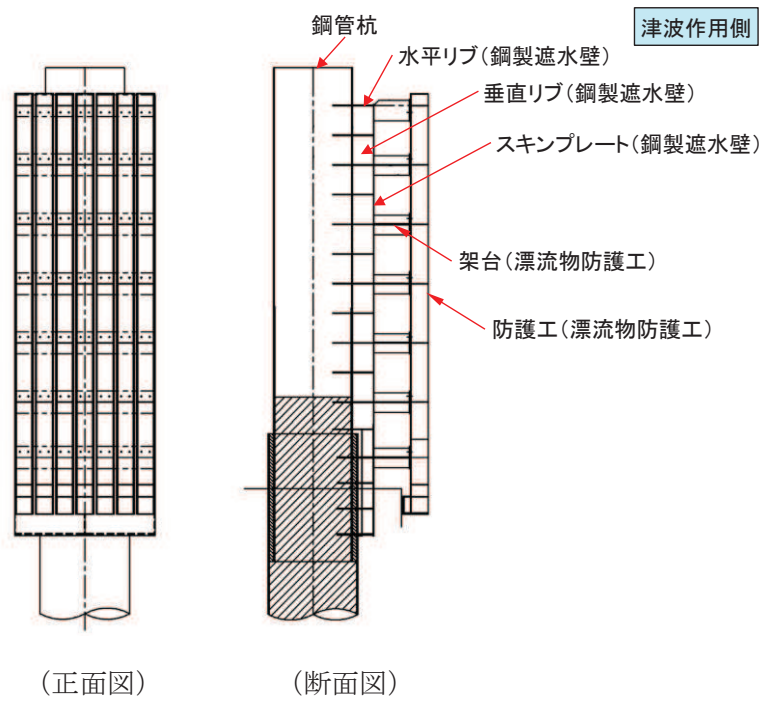 津波作用側
鋼管杭
水平リブ(鋼製遮水壁)
垂直リブ(鋼製遮水壁)
スキンプレート(鋼製遮水壁)
架台(漂流物防護工)
防護工(漂流物防護工)
(正面図)
(断面図)